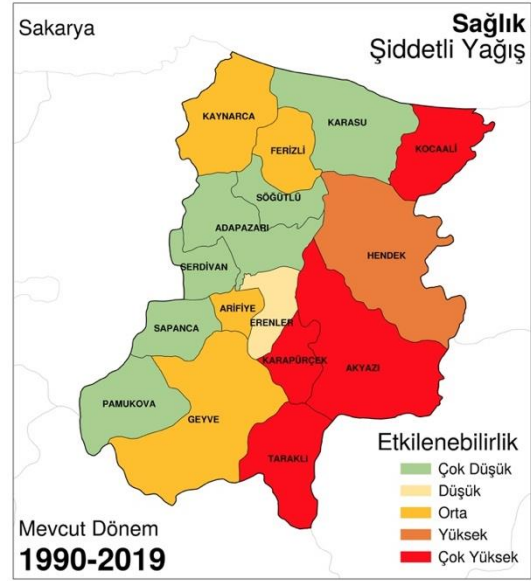 Sakarya
Sağlık
Şiddetli Yağış
KAYNARCA
KARASU
KOCAALİ
FERİZLİ
SÖĞÜTLÜ
ADAPAZARI
HENDEK
SERDİVAN
ARİFİYE
ERENLER
SAPANCA
KARAPÜRÇEK
AKYAZI
PAMUKOVA
GEYVE
TARAKLI
Etkilenebilirlik
Çok Düşük
Düşük
Orta
Yüksek
Çok Yüksek
Mevcut Dönem
1990-2019